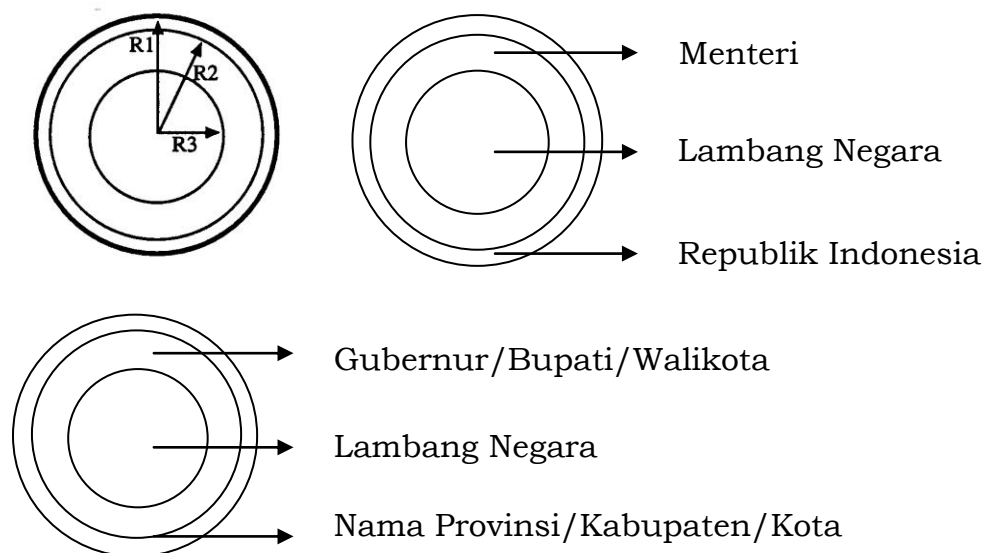 R1
R2
R3
Menteri
Lambang Negara
Republik Indonesia
Gubernur/Bupati/Walikota
Lambang Negara
Nama Provinsi/Kabupaten/Kota